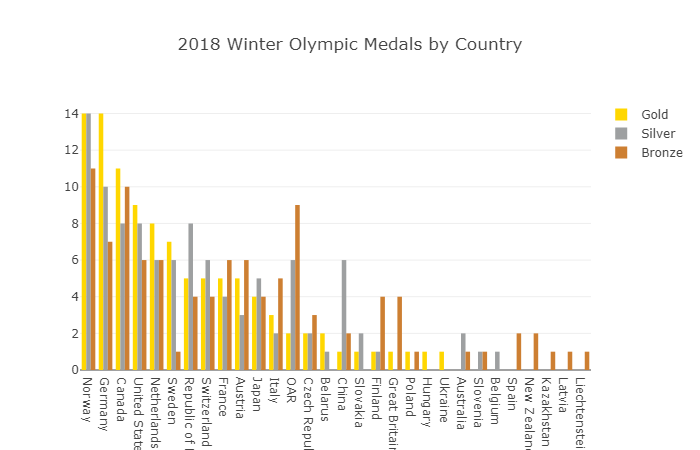 2018 Winter Olympic Medals by Country
Gold
Silver
Bronze
14
12
10
8
6
4
2
0
Norway
Germany
Canada
United State
Netherlands
Sweden
Republic of
Switzerland
France
Austria
Japan
Italy
OAR
Czech Repul
Belarus
China
Slovakia
Finland
Great Britain
Poland
Hungary
Ukraine
Australia
Slovenia
Belgium
Spain
New Zealand
Kazakhstan
Latvia
Liechtenstei